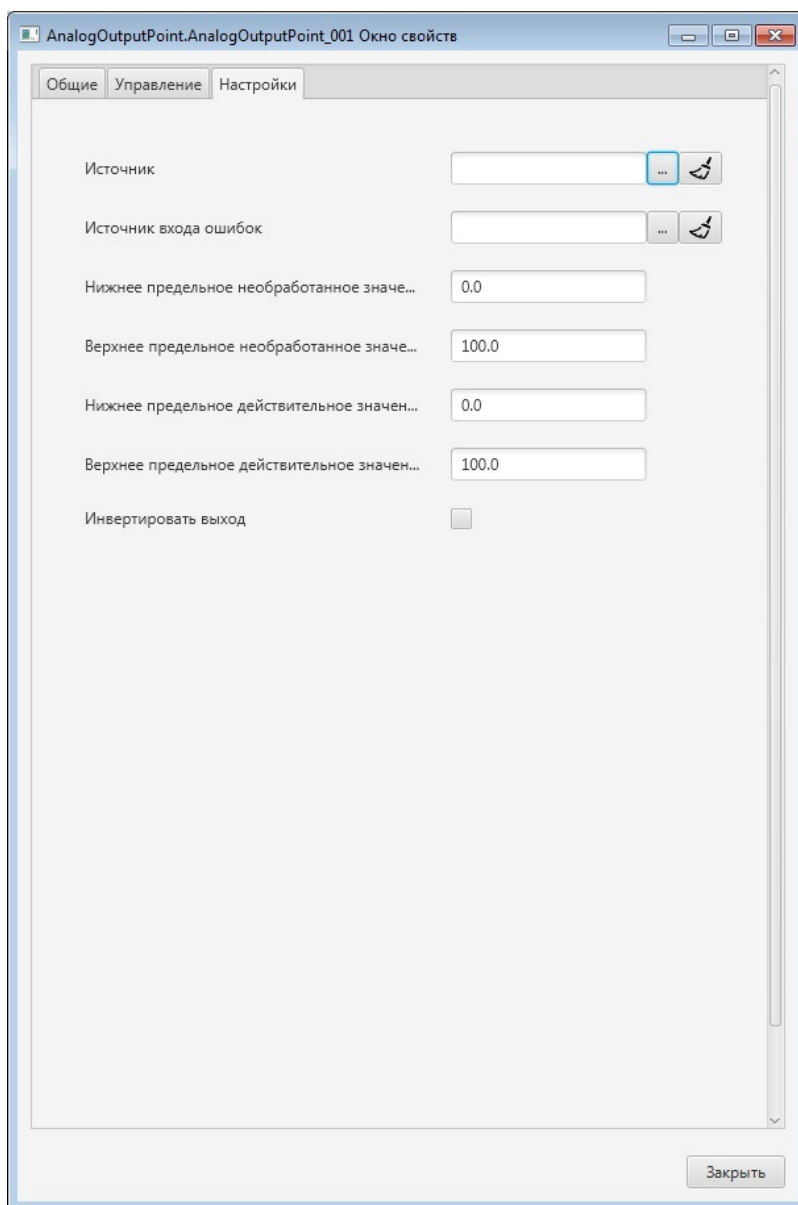 AnalogOutputPoint.AnalogOutputPoint_001 Окно свойств
Общие Управление Настройки
Источник ...
Источник входа ошибок ...
Нижнее предельное необработанное значе... 0.0
Верхнее предельное необработанное значе... 100.0
Нижнее предельное действительное значен... 0.0
Верхнее предельное действительное значен... 100.0
Инвертировать выход
Закрыть